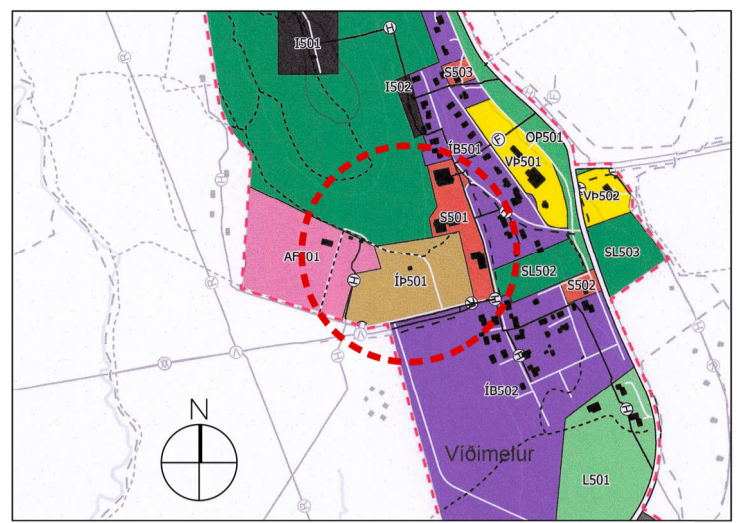 I501
H
R
S503
H
I502
F
H
F
OP501
ÍB501
VÞ501
R
H
VÞ502
S501
AF501
SL503
H
ÍÞ501
SL502
S502
H
V
V
H
H
N
ÍB502
H
Víðimelur
L501
R